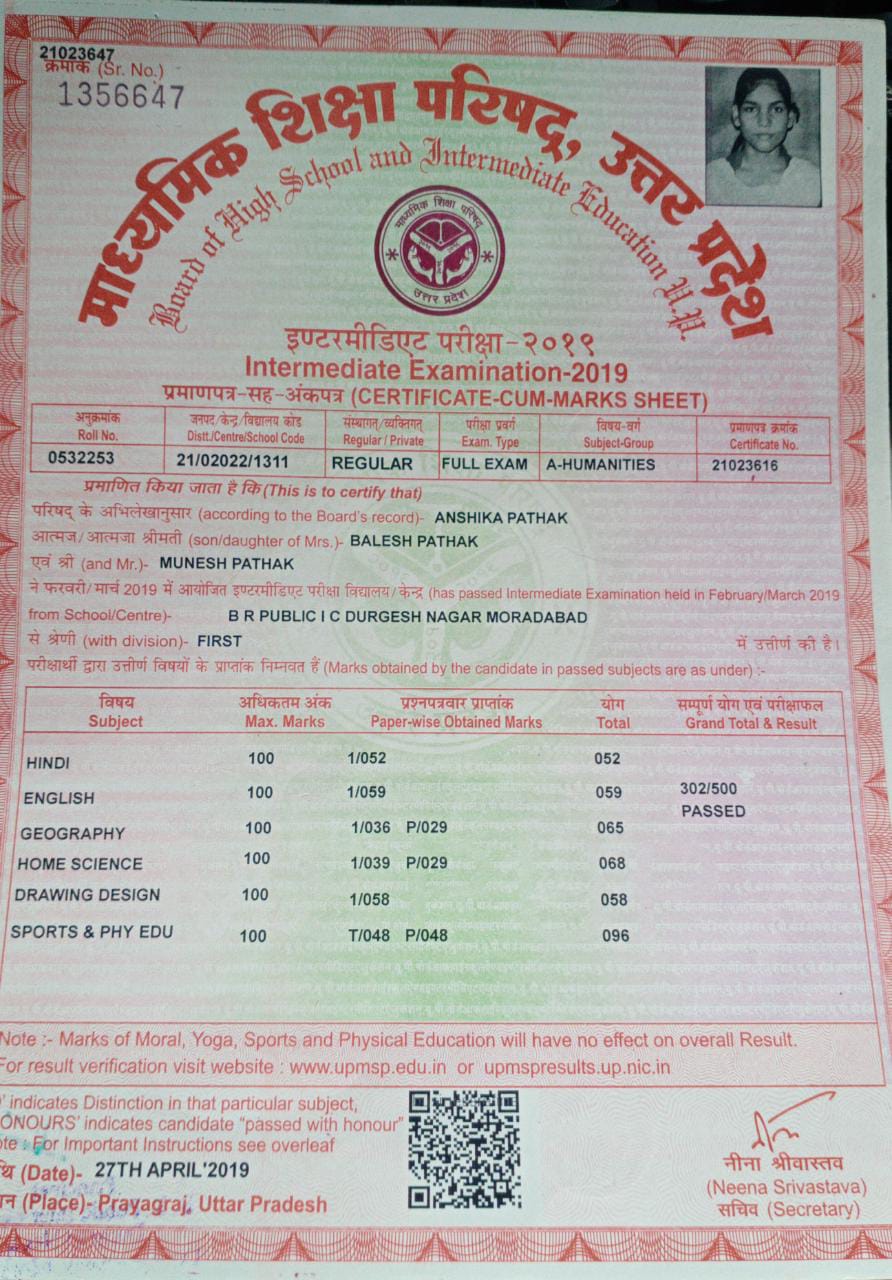 21023647
क्रमांक (Sr. No.)
1356647
माध्यमिक शिक्षा परिषद्, उत्तर प्रदेश
Board of High School and Intermediate Education U.P.
माध्यमिक शिक्षा परिषद्
उत्तर प्रदेश
इण्टरमीडिएट परीक्षा-२०१९
Intermediate Examination-2019
प्रमाणपत्र-सह-अंकपत्र (CERTIFICATE-CUM-MARKS SHEET)
अनुक्रमांक जनपद/केन्द्र/विद्यालय कोड संस्थागत्/व्यक्तिगत् परीक्षा प्रवर्ग विषय-वर्ग प्रमाणपत्र क्रमांक
Roll No. Distt./Centre/School Code Regular / Private Exam. Type Subject-Group Certificate No.
0532253 21/02022/1311 REGULAR FULL EXAM A-HUMANITIES 21023616
प्रमाणित किया जाता है कि (This is to certify that)
परिषद् के अभिलेखानुसार (according to the Board's record)- ANSHIKA PATHAK
आत्मज/आत्मजा श्रीमती (son/daughter of Mrs.)- BALESH PATHAK
एवं श्री (and Mr.)- MUNESH PATHAK
ने फरवरी/मार्च 2019 में आयोजित इण्टरमीडिएट परीक्षा विद्यालय/केन्द्र (has passed Intermediate Examination held in February/March 2019
from School/Centre)- B R PUBLIC I C DURGESH NAGAR MORADABAD
से श्रेणी (with division)- FIRST में उत्तीर्ण की है।
परीक्षार्थी द्वारा उत्तीर्ण विषयों के प्राप्तांक निम्नवत हैं (Marks obtained by the candidate in passed subjects are as under) :-
विषय अधिकतम अंक प्रश्नपत्रवार प्राप्तांक योग सम्पूर्ण योग एवं परीक्षाफल
Subject Max. Marks Paper-wise Obtained Marks Total Grand Total & Result
HINDI 100 1/052 052
ENGLISH 100 1/059 059 302/500
PASSED
GEOGRAPHY 100 1/036 P/029 065
HOME SCIENCE 100 1/039 P/029 068
DRAWING DESIGN 100 1/058 058
SPORTS & PHY EDU 100 T/048 P/048 096
Note :- Marks of Moral, Yoga, Sports and Physical Education will have no effect on overall Result.
For result verification visit website : www.upmsp.edu.in or upmspresults.up.nic.in
' indicates Distinction in that particular subject,
ONOURS' indicates candidate "passed with honour"
te : For Important Instructions see overleaf
थि (Date)- 27TH APRIL'2019
न (Place)- Prayagraj, Uttar Pradesh
नीना श्रीवास्तव
(Neena Srivastava)
सचिव (Secretary)